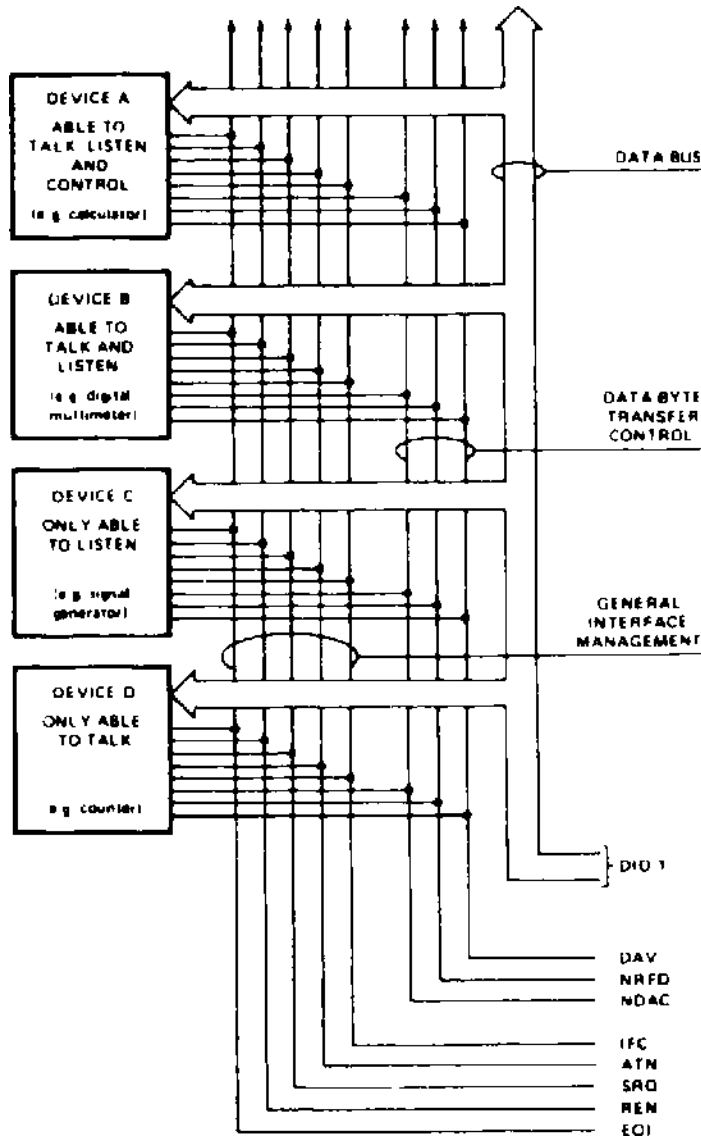 DEVICE A
ABLE TO
TALK LISTEN
AND
CONTROL
(e.g. calculator)
DATA BUS
DEVICE B
ABLE TO
TALK AND
LISTEN
(e.g. digital
multimeter)
DATA BYTE
TRANSFER
CONTROL
DEVICE C
ONLY ABLE
TO LISTEN
(e.g. signal
generator)
GENERAL
INTERFACE
MANAGEMENT
DEVICE D
ONLY ABLE
TO TALK
e.g. counter)
DIO 1
DAV
NRFD
NDAC
IFC
ATN
SRQ
REN
EOI